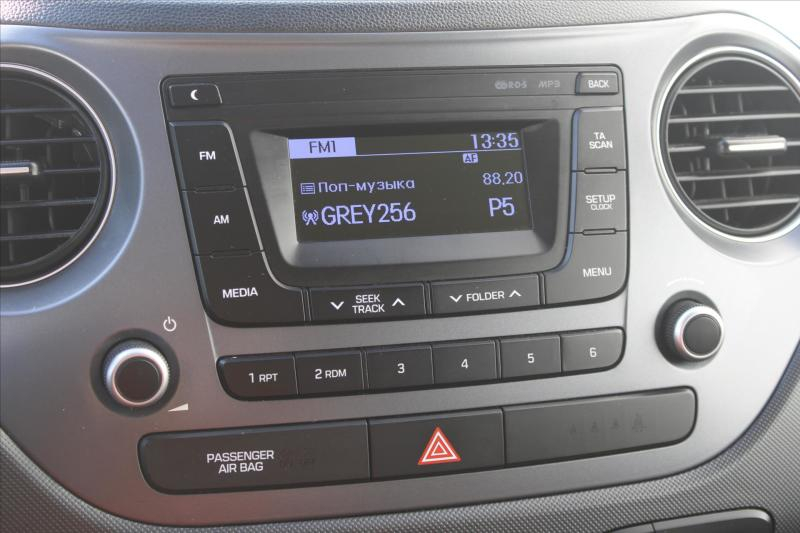 R·D·S MP3 BACK
FM
AM
MEDIA
FM1 13:35
AF
Поп-музыка 88,20
GREY256 P5
TA
SCAN
SETUP
CLOCK
MENU
SEEK
TRACK
FOLDER
1 RPT 2 RDM 3 4 5 6
PASSENGER
AIR BAG